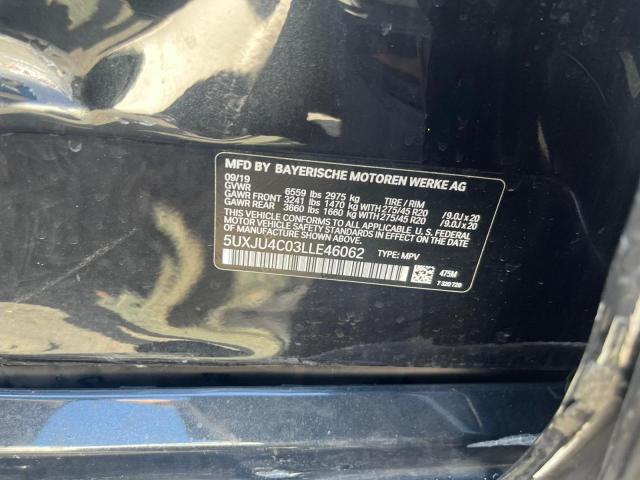 MFD BY BAYERISCHE MOTOREN WERKE AG
09/19
GVWR 6559 lbs 2975 kg TIRE / RIM
GAWR FRONT 3241 lbs 1470 kg WITH 275/45 R20 / 9.0J x 20
GAWR REAR 3660 lbs 1660 kg WITH 275/45 R20 / 9.0J x 20
THIS VEHICLE CONFORMS TO ALL APPLICABLE U.S. FEDERAL
MOTOR VEHICLE SAFETY STANDARDS IN EFFECT ON THE DATE
OF MANUFACTURE SHOWN ABOVE.
5UXJU4C03LLE46062 TYPE: MPV
475M
7 320 729